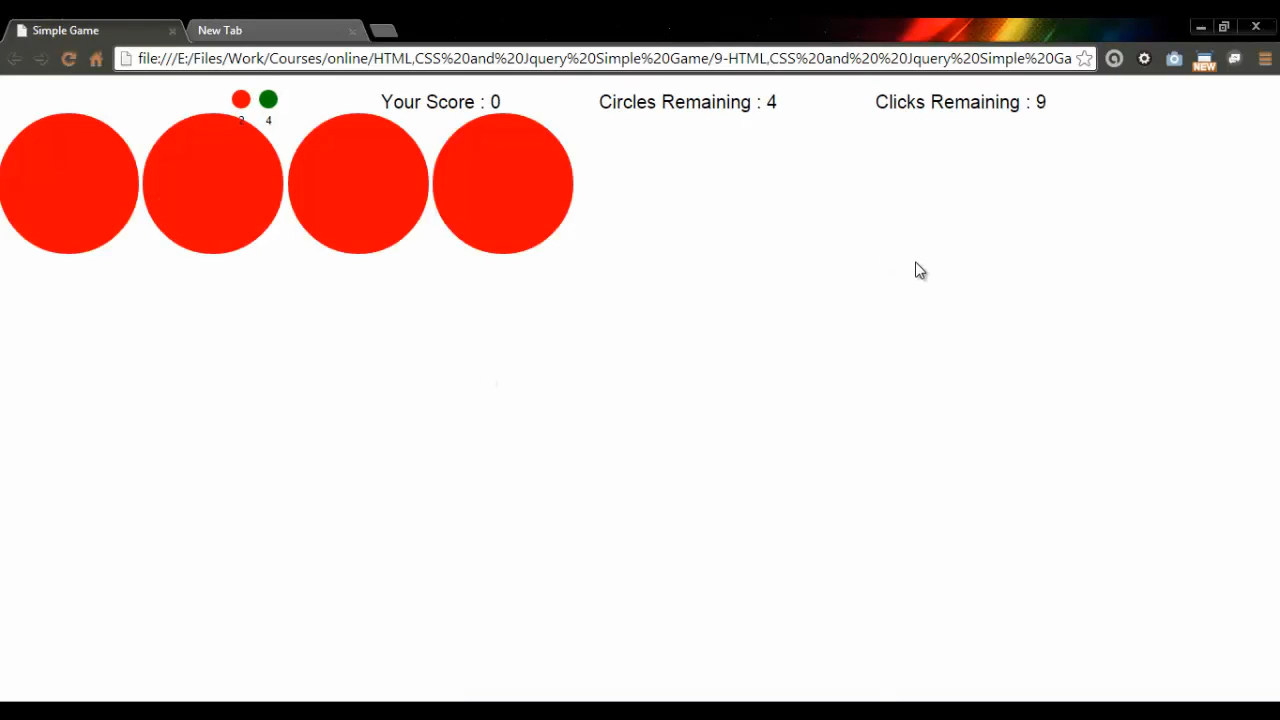 Simple Game
New Tab
file:///E:/Files/Work/Courses/online/HTML,CSS%20and%20Jquery%20Simple%20Game/9-HTML,CSS%20and%20%20Jquery%20Simple%20Ga
NEW
Your Score : 0
Circles Remaining : 4
Clicks Remaining : 9
4